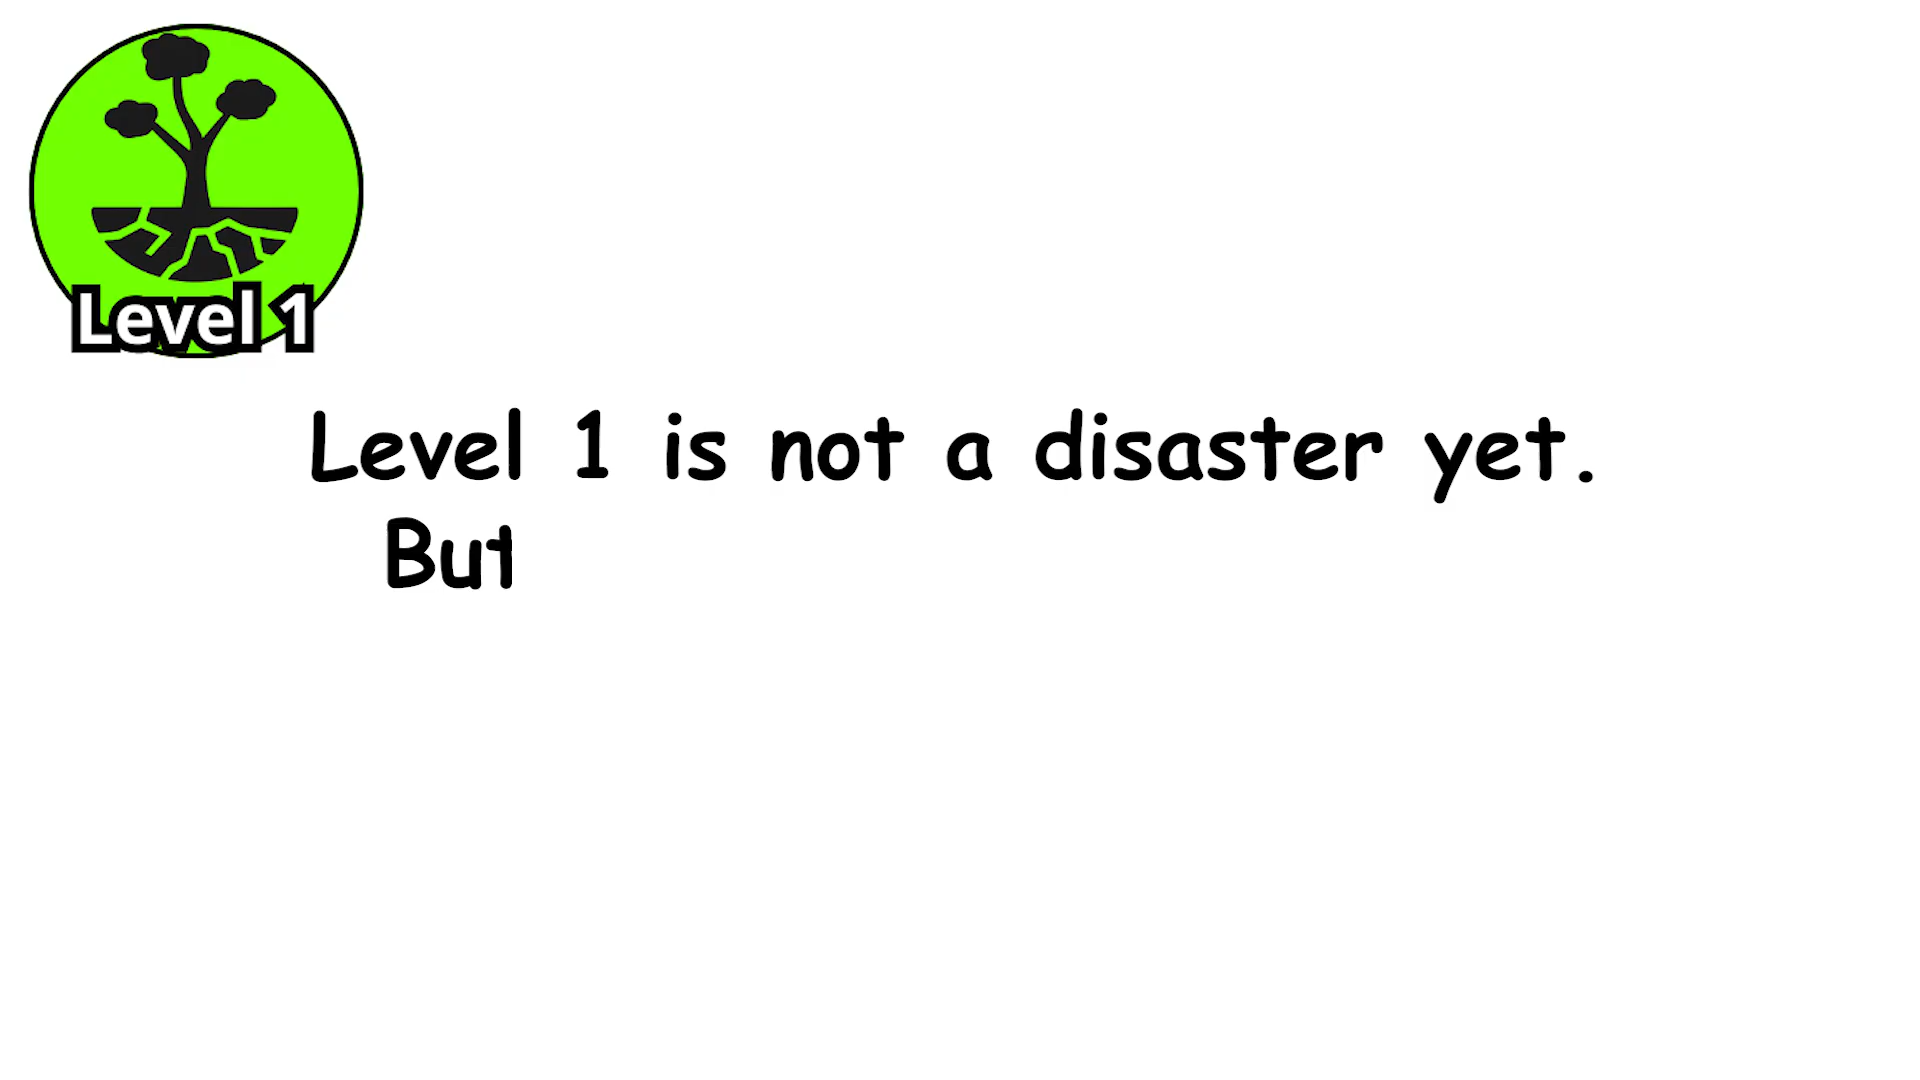 Level 1
Level 1 is not a disaster yet.
But